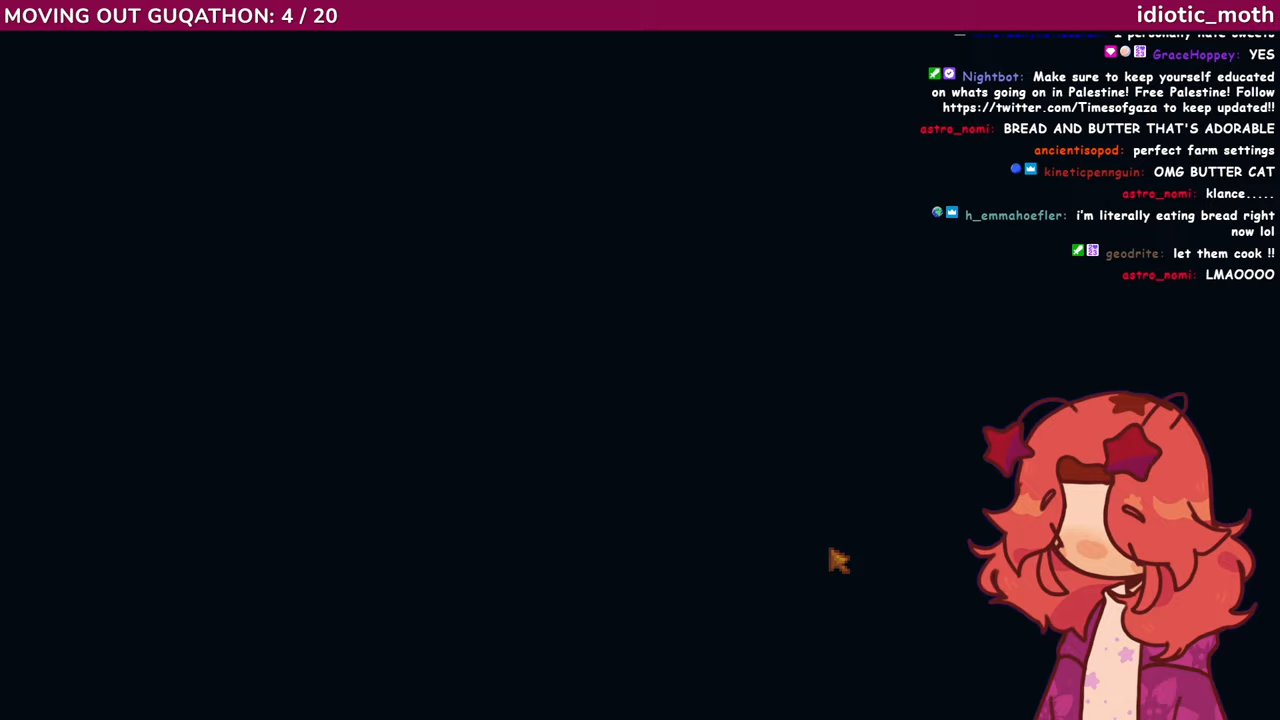 MOVING OUT GUQATHON: 4 / 20
idiotic_moth
GraceHoppey: YES
Nightbot: Make sure to keep yourself educated
on whats going on in Palestine! Free Palestine! Follow
https://twitter.com/Timesofgaza to keep updated!!
astro_nomi: BREAD AND BUTTER THAT'S ADORABLE
ancientisopod: perfect farm settings
kineticpennguin: OMG BUTTER CAT
astro_nomi: klance.....
h_emmahoefler: i'm literally eating bread right
now lol
geodrite: let them cook !!
astro_nomi: LMAOOOO